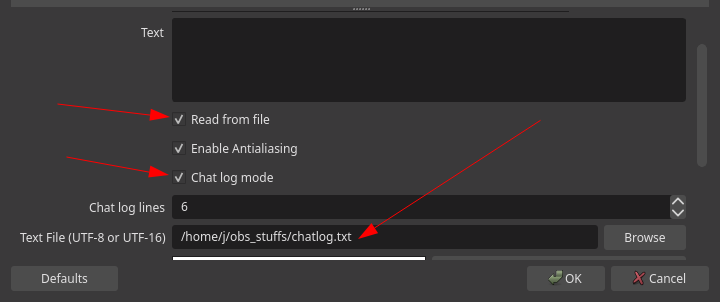 Text
Read from file
Enable Antialiasing
Chat log mode
Chat log lines 6
Text File (UTF-8 or UTF-16) /home/j/obs_stuffs/chatlog.txt Browse
Defaults OK Cancel